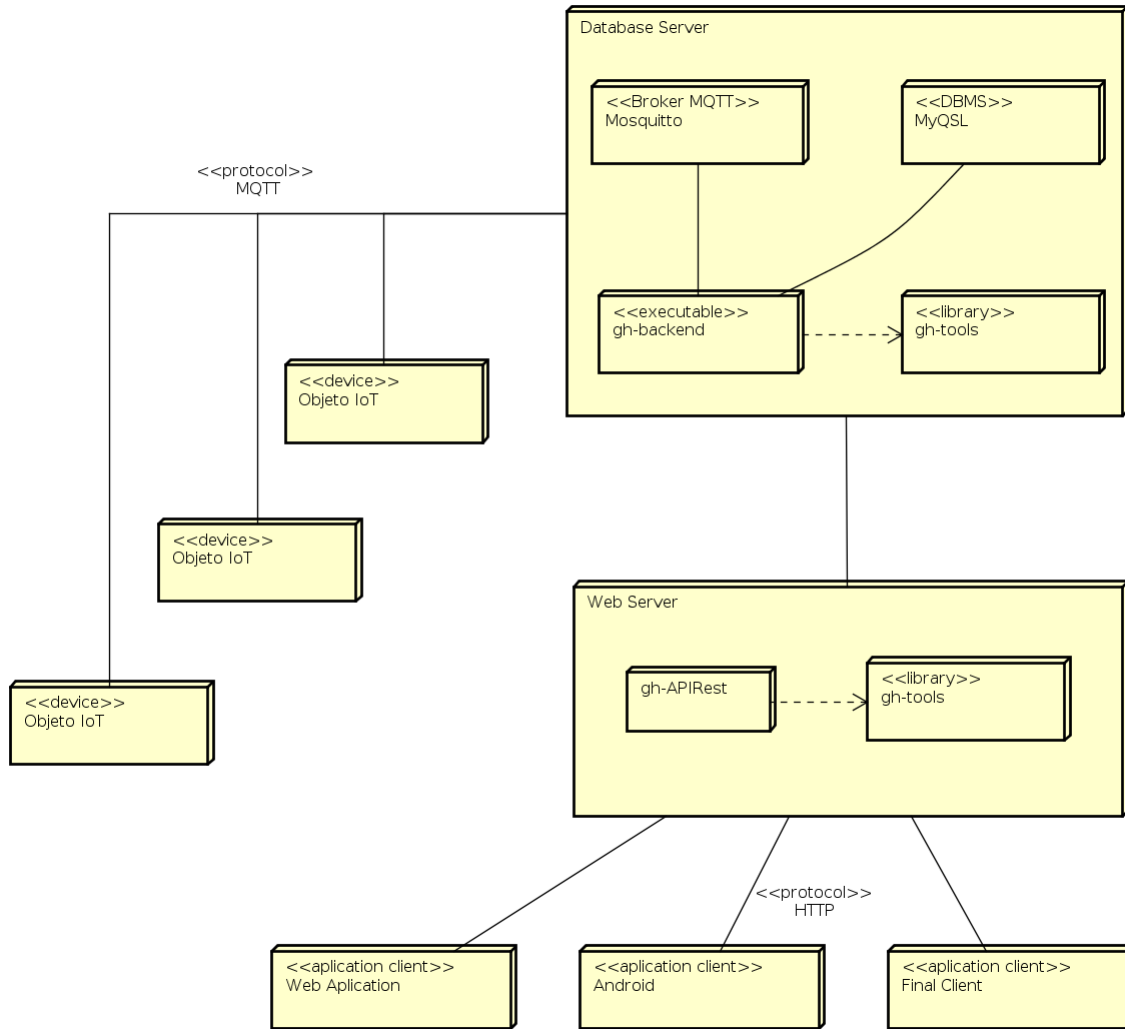 Database Server
<<Broker MQTT>>
Mosquitto
<<DBMS>>
MyQSL
<<protocol>>
MQTT
<<executable>>
gh-backend
<<library>>
gh-tools
<<device>>
Objeto IoT
<<device>>
Objeto IoT
<<device>>
Objeto IoT
Web Server
gh-APIRest
<<library>>
gh-tools
<<protocol>>
HTTP
<<aplication client>>
Web Aplication
<<aplication client>>
Android
<<aplication client>>
Final Client